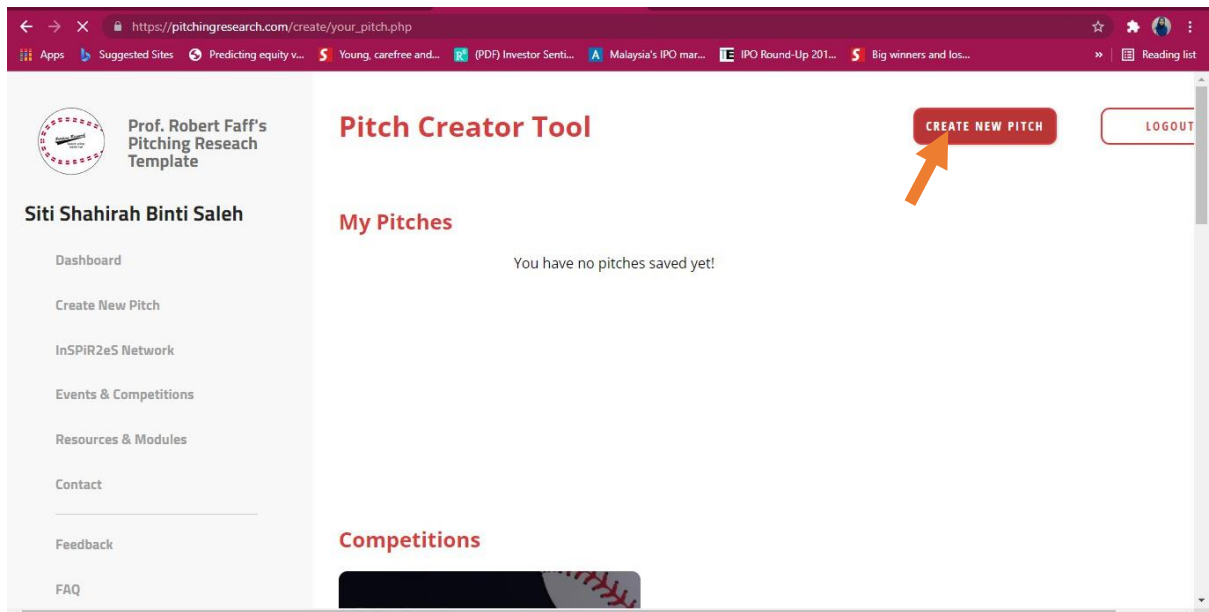 https://pitchingresearch.com/create/your_pitch.php
Apps Suggested Sites Predicting equity v... Young, carefree and... (PDF) Investor Senti... Malaysia's IPO mar... IPO Round-Up 201... Big winners and los... » Reading list
Prof. Robert Faff's
Pitching Reseach
Template
Pitch Creator Tool
CREATE NEW PITCH
LOGOUT
Siti Shahirah Binti Saleh
My Pitches
You have no pitches saved yet!
Dashboard
Create New Pitch
InSPiR2eS Network
Events & Competitions
Resources & Modules
Contact
Feedback
FAQ
Competitions